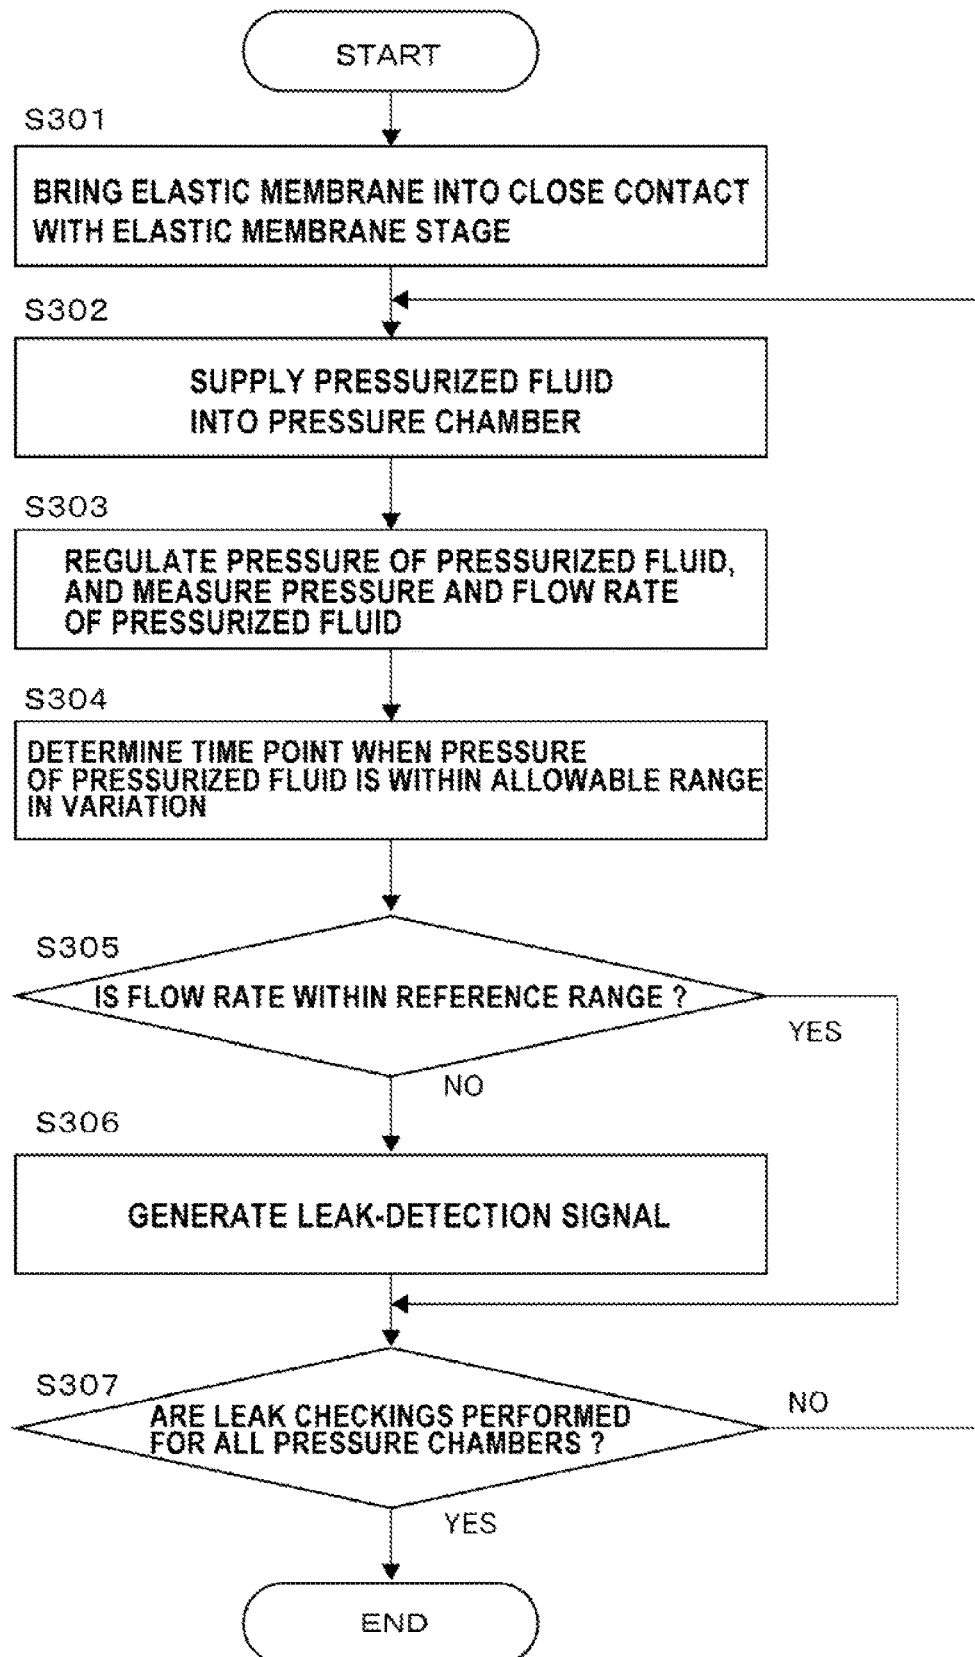 START
S301
BRING ELASTIC MEMBRANE INTO CLOSE CONTACT
WITH ELASTIC MEMBRANE STAGE
S302
SUPPLY PRESSURIZED FLUID
INTO PRESSURE CHAMBER
S303
REGULATE PRESSURE OF PRESSURIZED FLUID,
AND MEASURE PRESSURE AND FLOW RATE
OF PRESSURIZED FLUID
S304
DETERMINE TIME POINT WHEN PRESSURE
OF PRESSURIZED FLUID IS WITHIN ALLOWABLE RANGE
IN VARIATION
S305
IS FLOW RATE WITHIN REFERENCE RANGE ?
YES
NO
S306
GENERATE LEAK-DETECTION SIGNAL
S307
ARE LEAK CHECKINGS PERFORMED
FOR ALL PRESSURE CHAMBERS ?
NO
YES
END